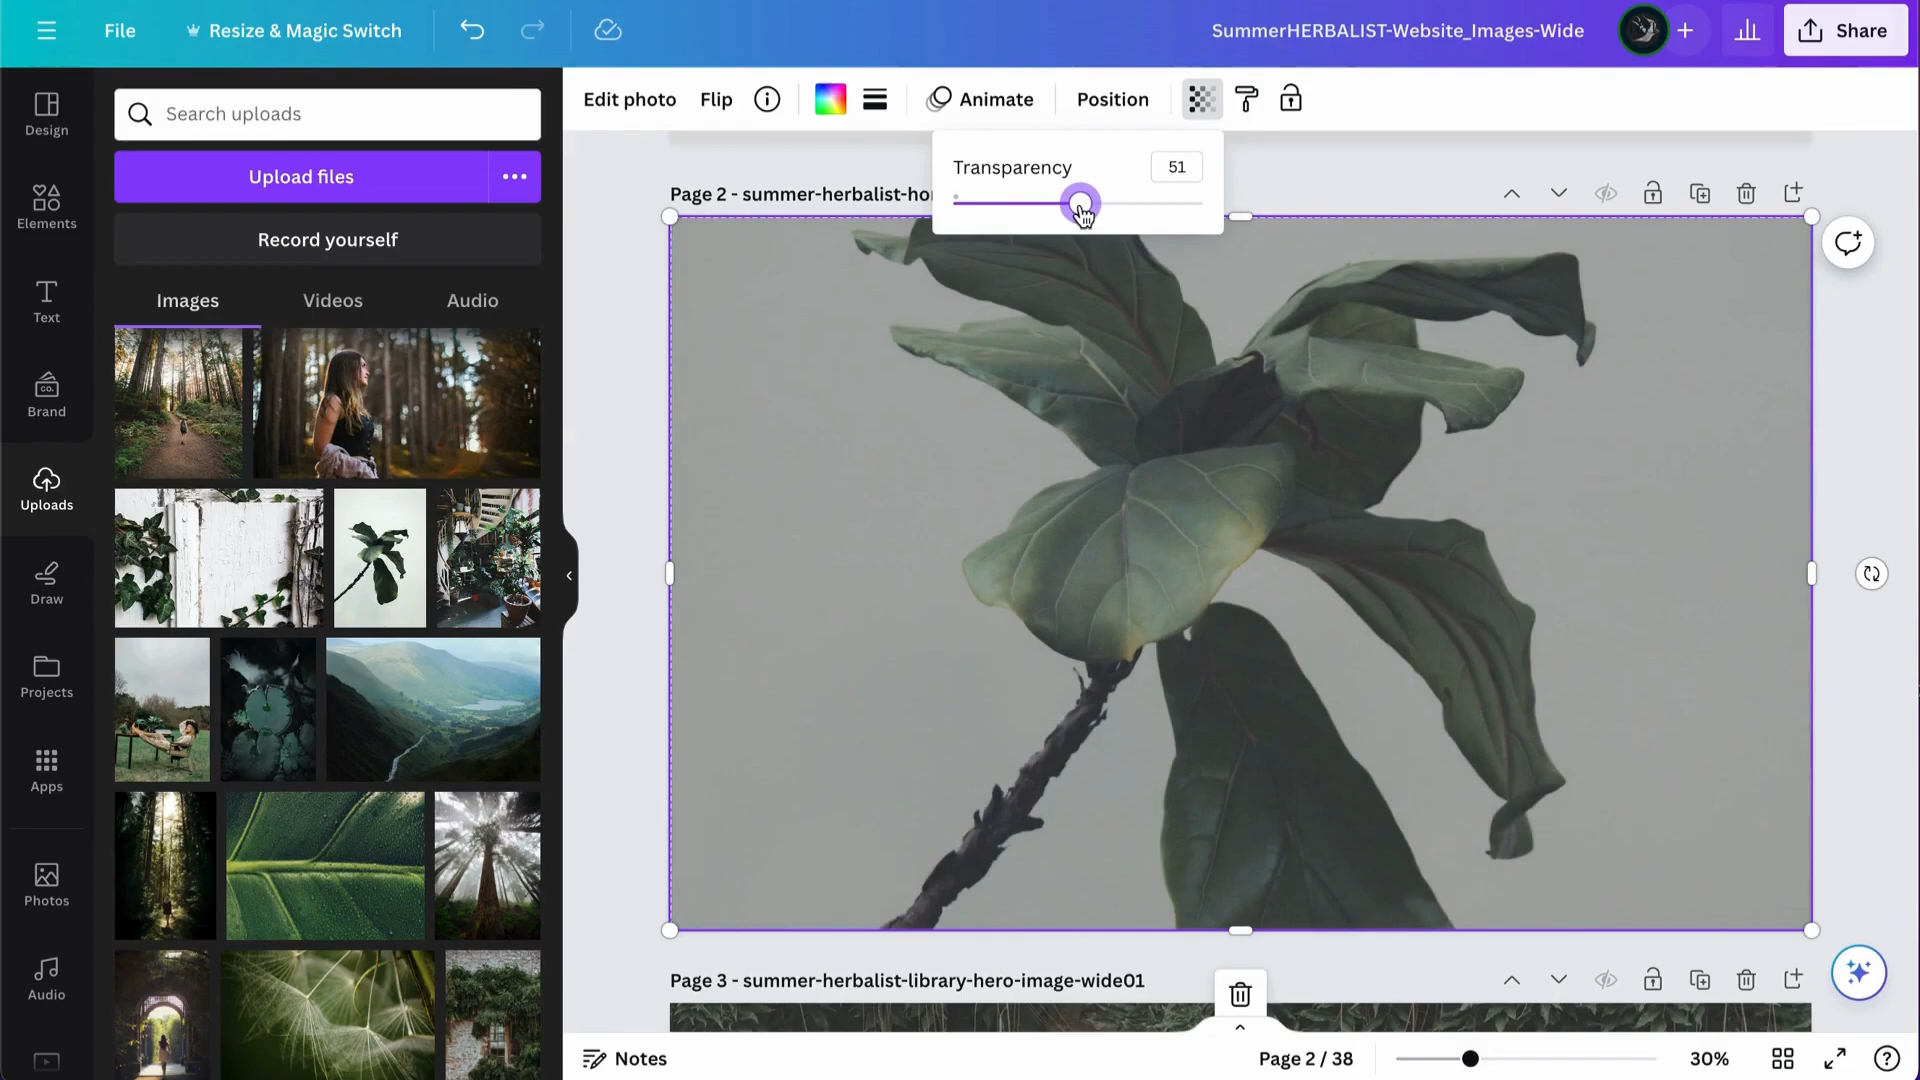 File
Resize & Magic Switch
SummerHERBALIST-Website_Images-Wide
Share
Design
Elements
Text
CO.
Brand
Uploads
Draw
Projects
Apps
Photos
Audio
Search uploads
Upload files
Record yourself
Images
Videos
Audio
Edit photo
Flip
Animate
Position
Transparency
51
Page 2 - summer-herbalist-ho
Page 3 - summer-herbalist-library-hero-image-wide01
Notes
Page 2 / 38
30%